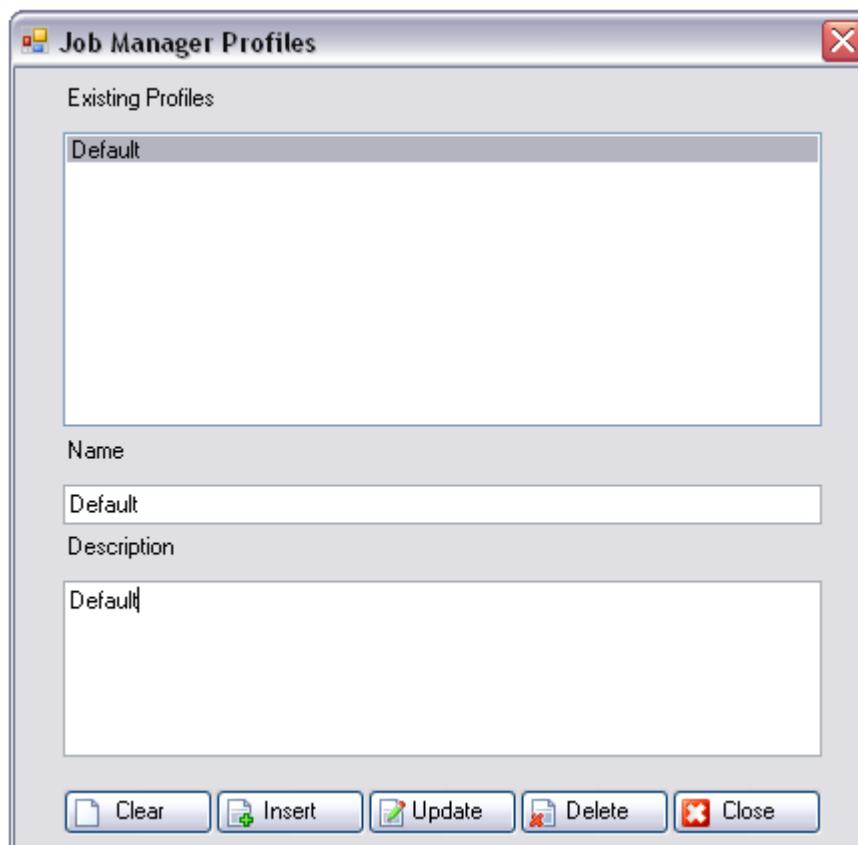 Job Manager Profiles
Existing Profiles
Default
Name
Default
Description
Default
Clear Insert Update Delete Close